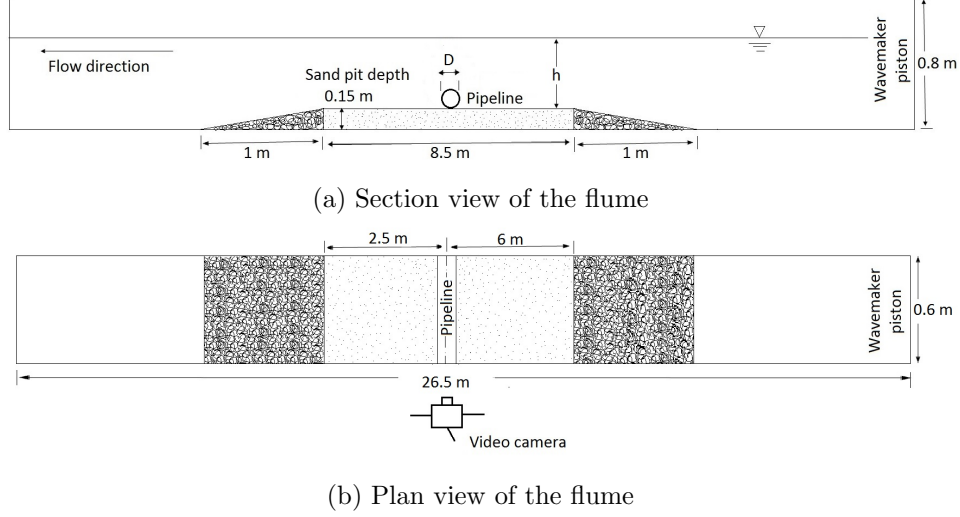 Flow direction
D
Sand pit depth
0.15 m
Pipeline
h
Wavemaker
piston
0.8 m
1 m
8.5 m
1 m
(a) Section view of the flume
2.5 m
6 m
Pipeline
Wavemaker
piston
0.6 m
26.5 m
Video camera
(b) Plan view of the flume